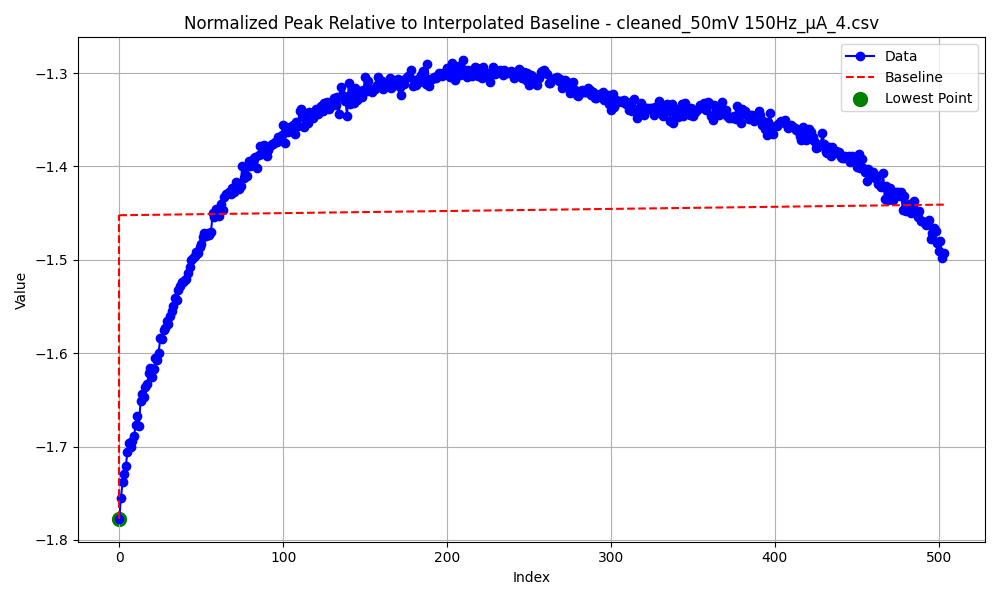 Normalized Peak Relative to Interpolated Baseline - cleaned_50mV 150Hz_μA_4.csv
Data
Baseline
Lowest Point
−1.3
−1.4
−1.5
−1.6
−1.7
−1.8
Value
0 100 200 300 400 500
Index